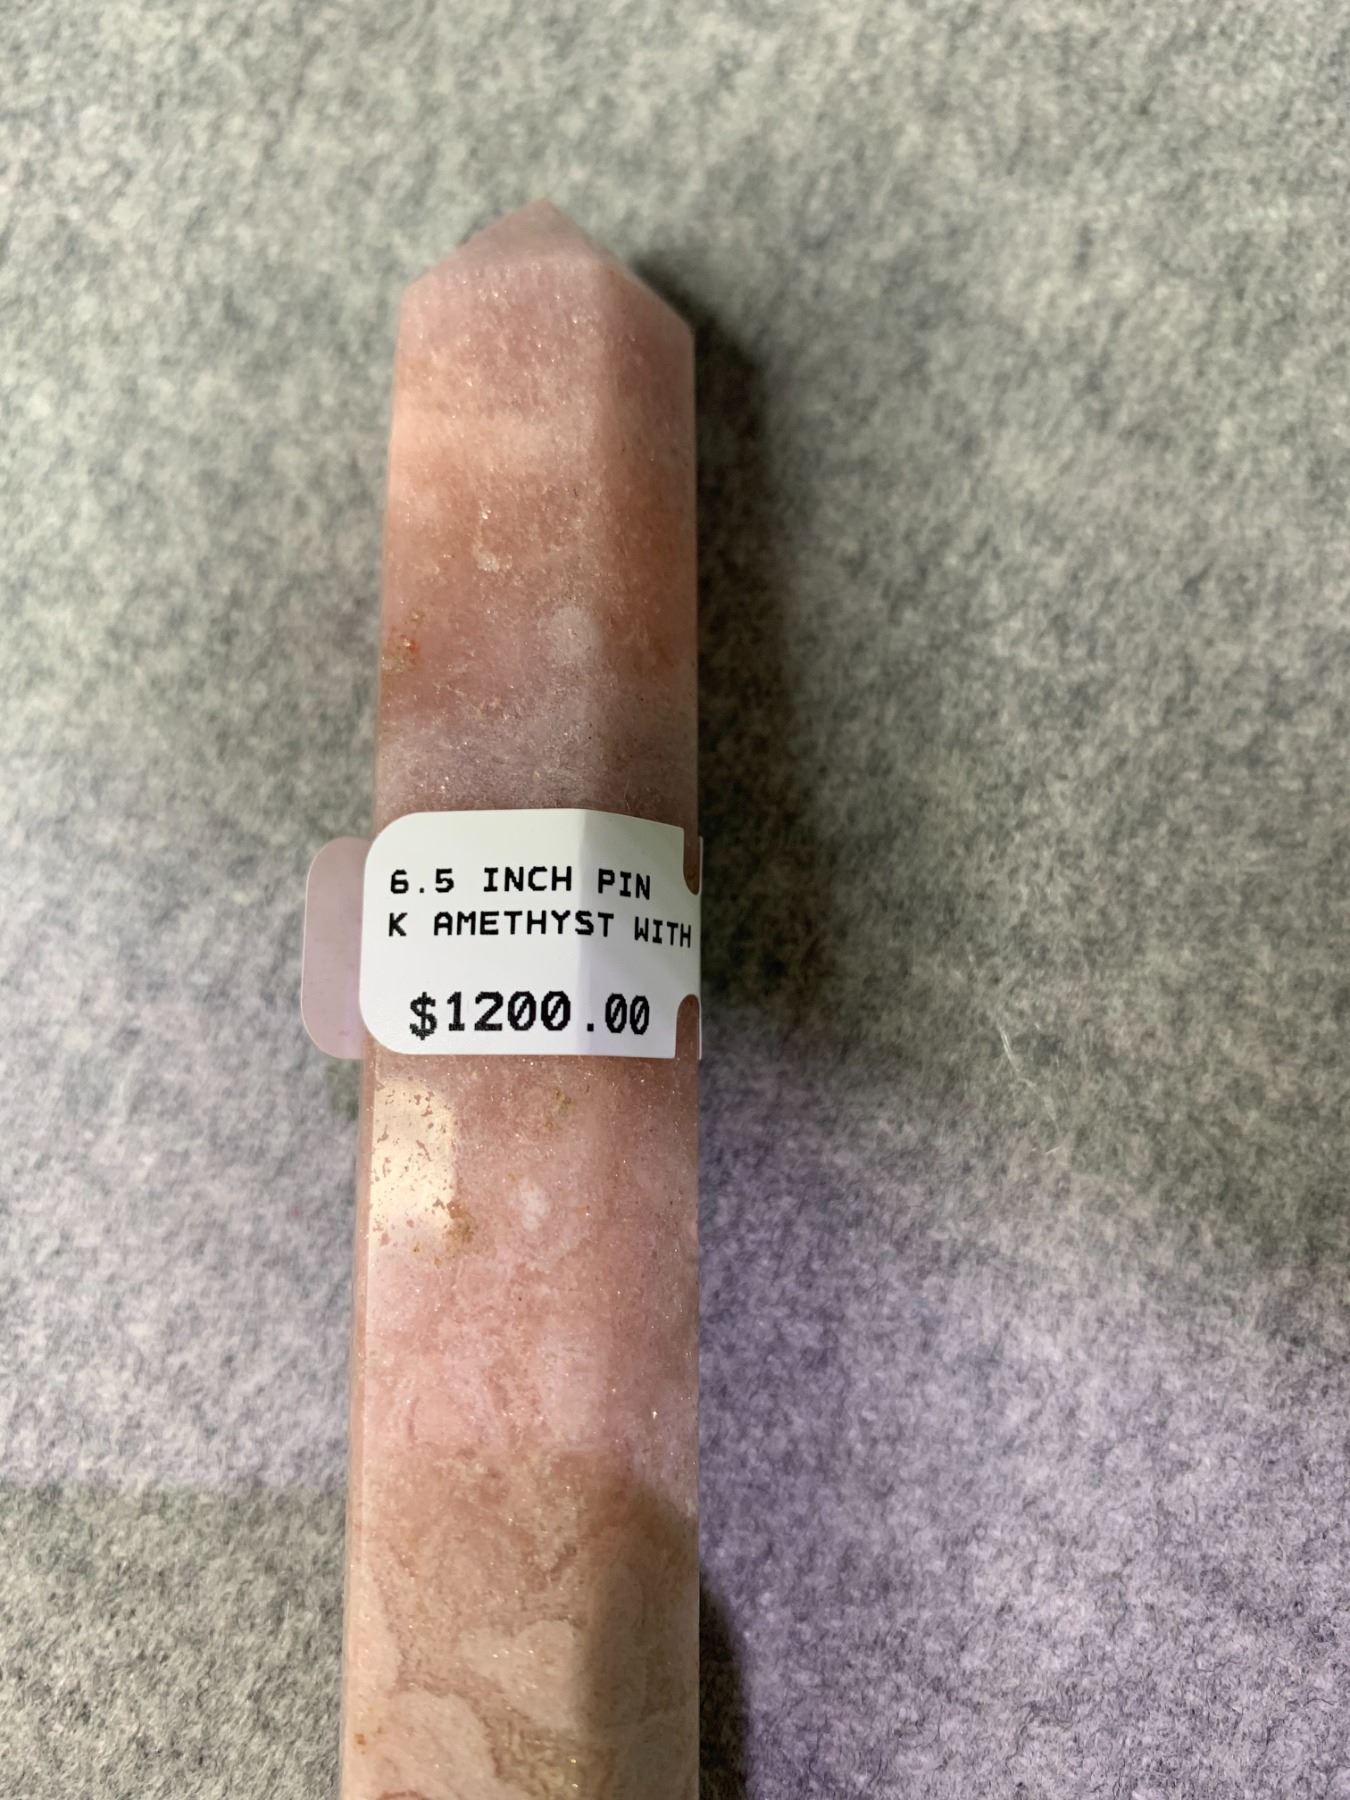 6.5 INCH PIN
K AMETHYST WITH
$1200.00